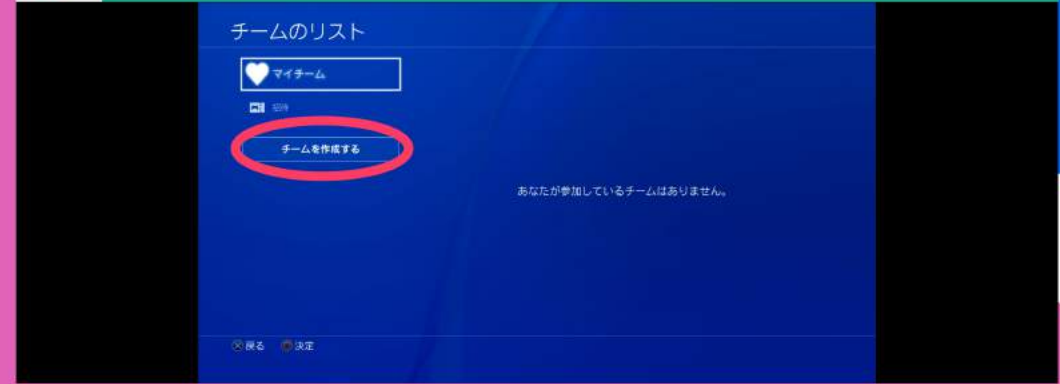 チームのリスト
マイチーム
招待
チームを作成する
あなたが参加しているチームはありません。
戻る 決定